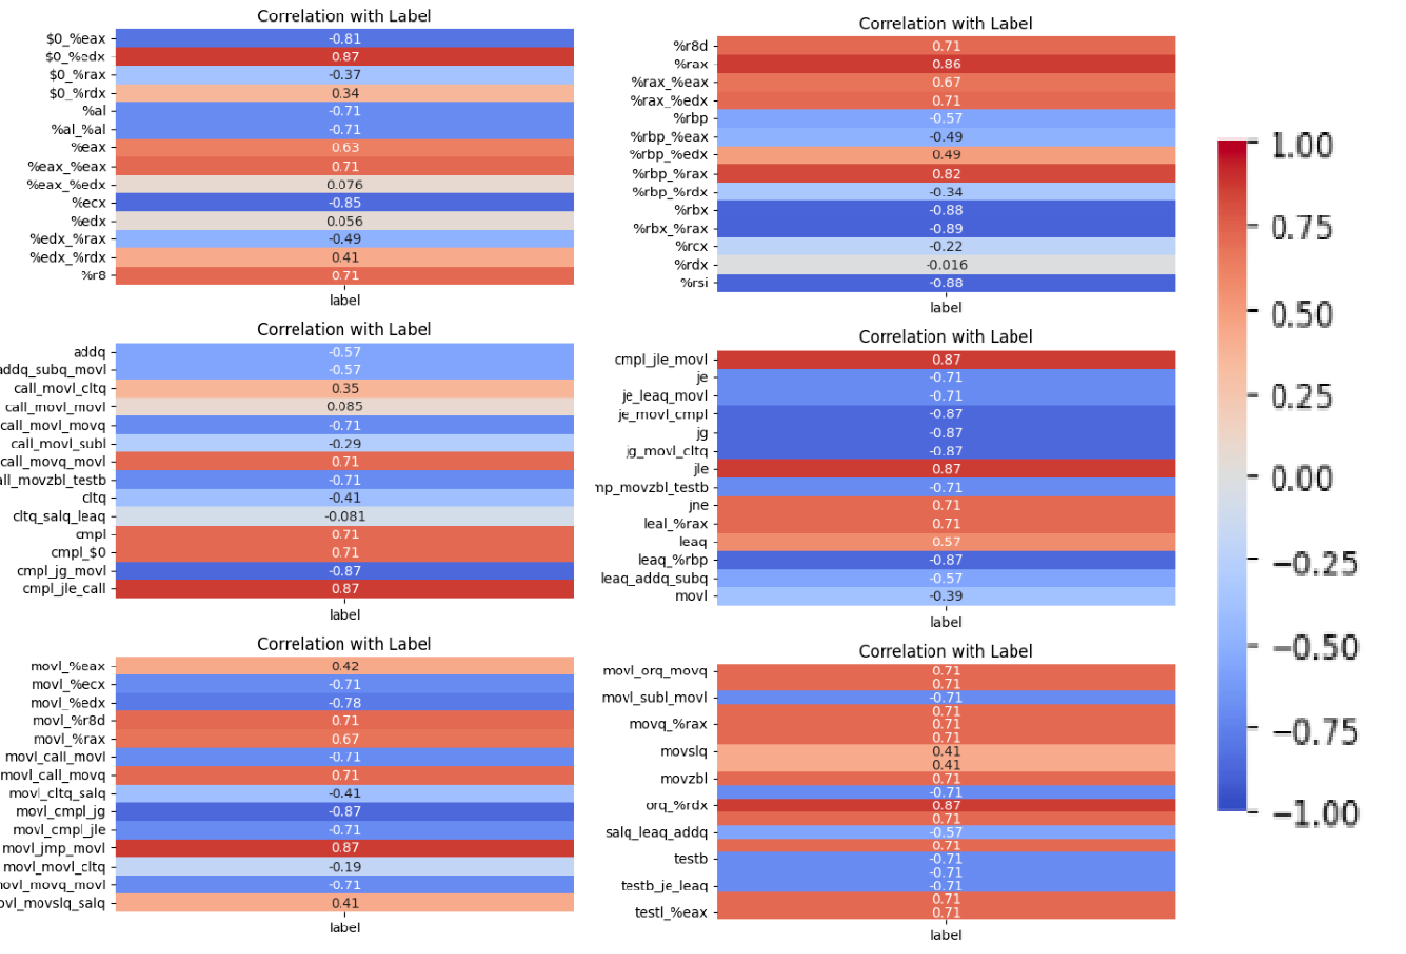 Correlation with Label
$0_%eax -0.81
$0_%edx 0.87
$0_%rax -0.37
$0_%rdx 0.34
%al -0.71
%al_%al -0.71
%eax 0.63
%eax_%eax 0.71
%eax_%edx 0.076
%ecx -0.85
%edx 0.056
%edx_%rax -0.49
%edx_%rdx 0.41
%r8 0.71
label
Correlation with Label
%r8d 0.71
%rax 0.86
%rax_%eax 0.67
%rax_%edx 0.71
%rbp -0.57
%rbp_%eax -0.49
%rbp_%edx 0.49
%rbp_%rax 0.82
%rbp_%rdx -0.34
%rbx -0.88
%rbx_%rax -0.89
%rcx -0.22
%rdx -0.016
%rsi -0.88
label
Correlation with Label
addq -0.57
addq_subq_movl -0.57
call_movl_cltq 0.35
call_movl_movl 0.085
call_movl_movq -0.71
call_movl_subl -0.29
call_movq_movl 0.71
all_movzbl_testb -0.71
cltq -0.41
cltq_salq_leaq -0.081
cmpl 0.71
cmpl_$0 0.71
cmpl_jg_movl -0.87
cmpl_jle_call 0.87
label
Correlation with Label
cmpl_jle_movl 0.87
je -0.71
je_leaq_movl -0.71
je_movl_cmpl -0.87
jg -0.87
jg_movl_cltq -0.87
jle 0.87
mp_movzbl_testb -0.71
jne 0.71
leal_%rax 0.71
leaq 0.57
leaq_%rbp -0.87
leaq_addq_subq -0.57
movl -0.39
label
Correlation with Label
movl_%eax 0.42
movl_%ecx -0.71
movl_%edx -0.78
movl_%r8d 0.71
movl_%rax 0.67
movl_call_movl -0.71
movl_call_movq 0.71
movl_cltq_salq -0.41
movl_cmpl_jg -0.87
movl_cmpl_jle -0.71
movl_jmp_movl 0.87
movl_movl_cltq -0.19
movl_movq_movl -0.71
ovl_movslq_salq 0.41
label
Correlation with Label
movl_orq_movq 0.71
0.71
movl_subl_movl -0.71
0.71
movq_%rax 0.71
0.71
movslq 0.41
0.41
movzbl 0.71
-0.71
orq_%rdx 0.87
0.71
salq_leaq_addq -0.57
0.71
testb -0.71
-0.71
testb_je_leaq -0.71
0.71
testl_%eax 0.71
label
1.00
0.75
0.50
0.25
0.00
−0.25
−0.50
−0.75
−1.00